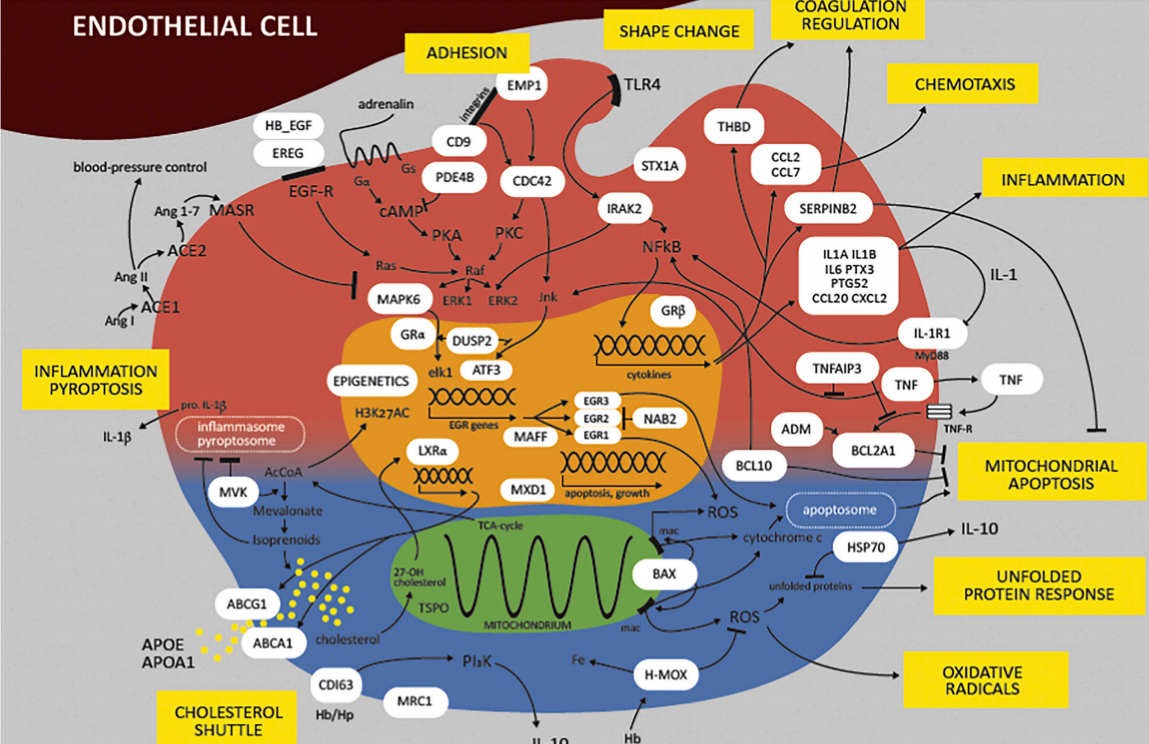 ENDOTHELIAL CELL
COAGULATION
REGULATION
SHAPE CHANGE
ADHESION
CHEMOTAXIS
INFLAMMATION
EMP1
TLR4
integrins
adrenalin
HB_EGF
EREG
CD9
THBD
CCL2
CCL7
STX1A
blood-pressure control
EGF-R
Gα
Gs
PDE4B
CDC42
SERPINB2
IRAK2
Ang 1-7
MASR
cAMP
PKA
PKC
NFkB
IL1A IL1B
IL6 PTX3
PTGS2
CCL20 CXCL2
ACE2
Ang II
Ras
Raf
IL-1
ACE1
Ang I
MAPK6
ERK1
ERK2
Jnk
GRβ
IL-1R1
MyD88
GRα
DUSP2
elk1
ATF3
cytokines
TNFAIP3
TNF
TNF
INFLAMMATION
PYROPTOSIS
EPIGENETICS
H3K27AC
EGR genes
EGR3
EGR2
EGR1
NAB2
MAFF
TNF-R
ADM
BCL2A1
pro. IL-1β
IL-1β
inflammasome
pyroptosome
LXRα
BCL10
MITOCHONDRIAL
APOPTOSIS
AcCoA
MVK
Mevalonate
MXD1
apoptosis, growth
apoptosome
Isoprenoids
TCA-cycle
ROS
mac
cytochrome c
IL-10
HSP70
27-OH
cholesterol
TSPO
MITOCHONDRIUM
BAX
unfolded proteins
UNFOLDED
PROTEIN RESPONSE
ABCG1
ABCA1
APOE
APOA1
cholesterol
mac
ROS
PI₃K
Fe
H-MOX
OXIDATIVE
RADICALS
CDI63
Hb/Hp
MRC1
CHOLESTEROL
SHUTTLE
IL-10
Hb